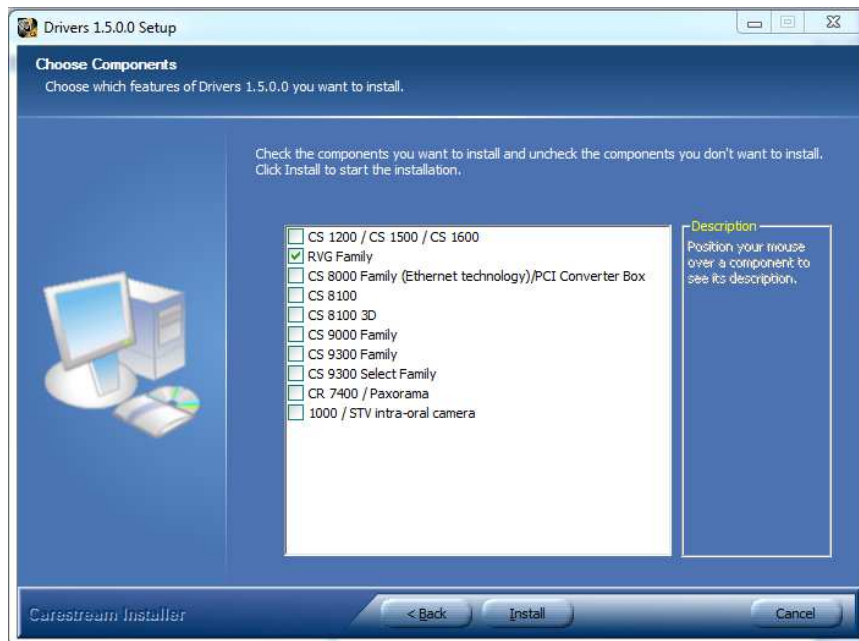 Drivers 1.5.0.0 Setup
Choose Components
Choose which features of Drivers 1.5.0.0 you want to install.
Check the components you want to install and uncheck the components you don't want to install.
Click Install to start the installation.
CS 1200 / CS 1500 / CS 1600
RVG Family
CS 8000 Family (Ethernet technology)/PCI Converter Box
CS 8100
CS 8100 3D
CS 9000 Family
CS 9300 Family
CS 9300 Select Family
CR 7400 / Paxorama
1000 / STV intra-oral camera
Description
Position your mouse
over a component to
see its description.
Carestream Installer
< Back
Install
Cancel